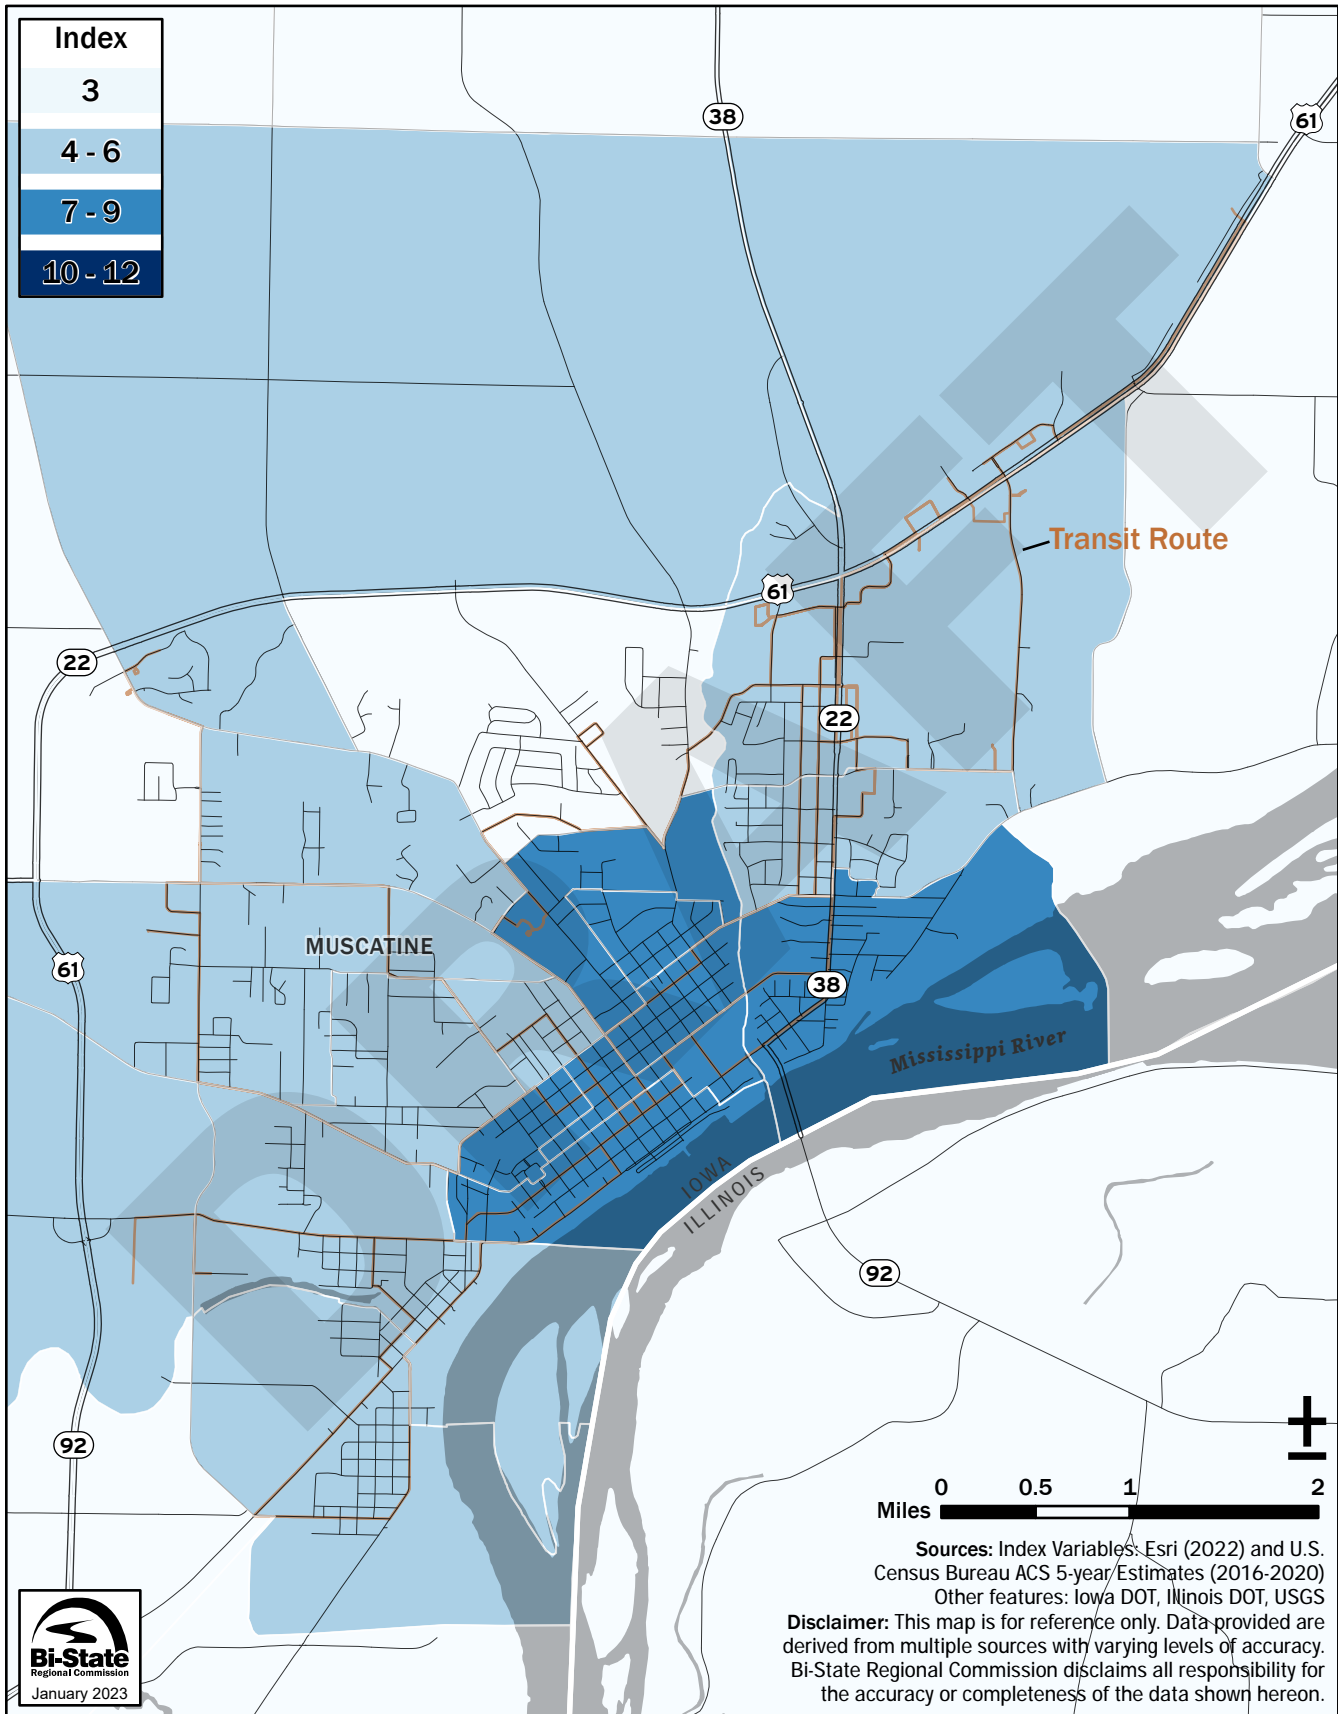 Index
3
4 - 6
7 - 9
10 - 12
38
61
Transit Route
61
22
22
MUSCATINE
61
38
Mississippi River
IOWA
ILLINOIS
92
92
0 0.5 1 2
Miles
Sources: Index Variables: Esri (2022) and U.S.
Census Bureau ACS 5-year Estimates (2016-2020)
Other features: Iowa DOT, Illinois DOT, USGS
Disclaimer: This map is for reference only. Data provided are
derived from multiple sources with varying levels of accuracy.
Bi-State Regional Commission disclaims all responsibility for
the accuracy or completeness of the data shown hereon.
Bi-State
Regional Commission
January 2023
DRAFT